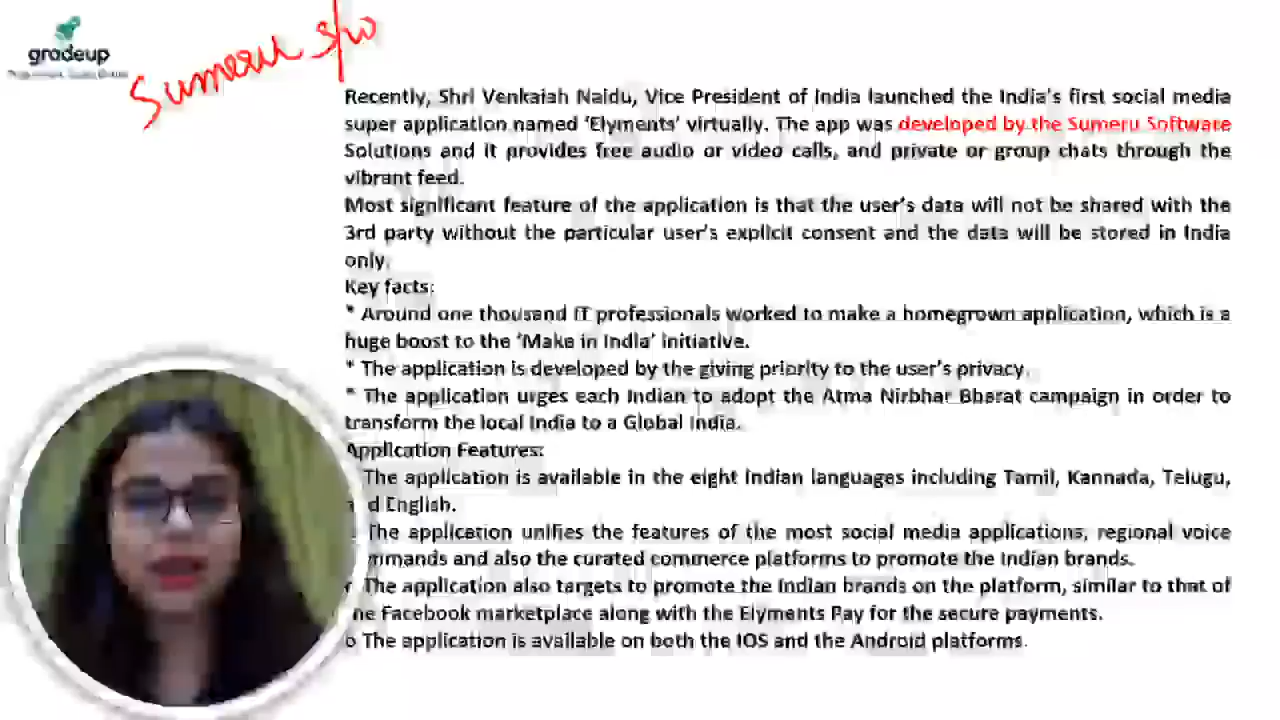 gradeup
Sumeru s/w
Recently, Shri Venkaiah Naidu, Vice President of India launched the India's first social media
super application named 'Elyments' virtually. The app was developed by the Sumeru Software
Solutions and it provides free audio or video calls, and private or group chats through the
vibrant feed.
Most significant feature of the application is that the user's data will not be shared with the
3rd party without the particular user's explicit consent and the data will be stored in India
only.
Key facts:
* Around one thousand IT professionals worked to make a homegrown application, which is a
huge boost to the 'Make in India' initiative.
* The application is developed by the giving priority to the user's privacy.
* The application urges each Indian to adopt the Atma Nirbhar Bharat campaign in order to
transform the local India to a Global India.
Application Features:
The application is available in the eight Indian languages including Tamil, Kannada, Telugu,
d English.
The application unifies the features of the most social media applications, regional voice
mmands and also the curated commerce platforms to promote the Indian brands.
The application also targets to promote the Indian brands on the platform, similar to that of
he Facebook marketplace along with the Elyments Pay for the secure payments.
o The application is available on both the IOS and the Android platforms.